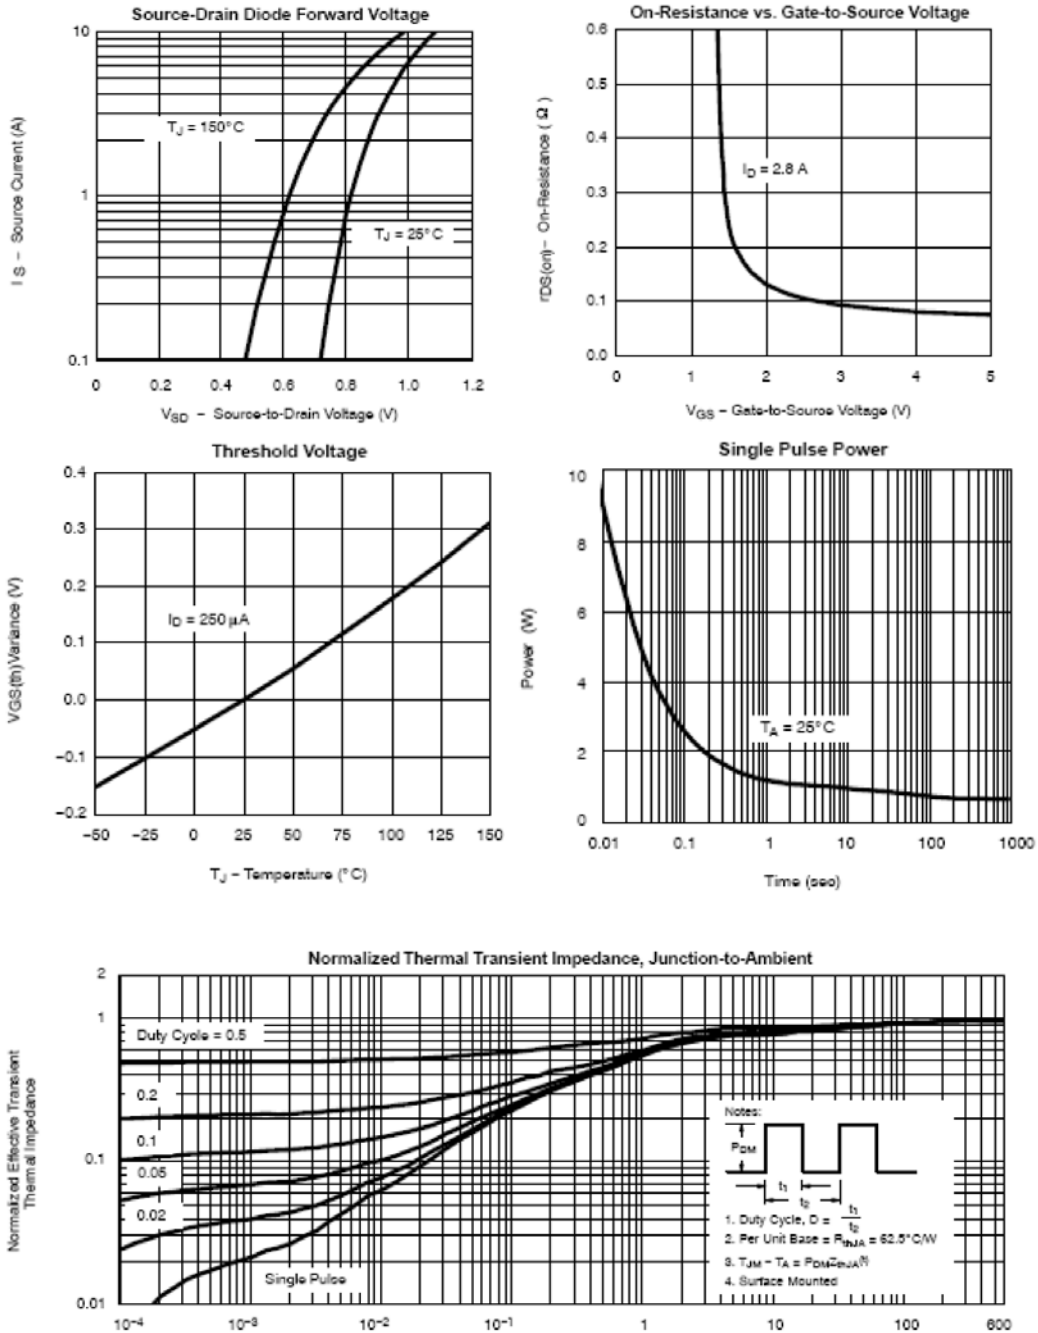 Source-Drain Diode Forward Voltage
10
1
0.1
IS – Source Current (A)
TJ = 150°C
TJ = 25°C
0 0.2 0.4 0.6 0.8 1.0 1.2
VSD – Source-to-Drain Voltage (V)
On-Resistance vs. Gate-to-Source Voltage
0.6
0.5
0.4
0.3
0.2
0.1
0.0
rDS(on)– On-Resistance ( Ω )
ID = 2.8 A
0 1 2 3 4 5
VGS – Gate-to-Source Voltage (V)
Threshold Voltage
0.4
0.3
0.2
0.1
0.0
–0.1
–0.2
VGS(th) Variance (V)
ID = 250 µA
–50 –25 0 25 50 75 100 125 150
TJ – Temperature (°C)
Single Pulse Power
10
8
6
4
2
0
Power (W)
TA = 25°C
0.01 0.1 1 10 100 1000
Time (sec)
Normalized Thermal Transient Impedance, Junction-to-Ambient
2
1
0.1
0.01
Normalized Effective Transient
Thermal Impedance
Duty Cycle = 0.5
0.2
0.1
0.05
0.02
Single Pulse
Notes:
PDM
t1
t2
1. Duty Cycle, D = t1/t2
2. Per Unit Base = RthJA = 62.5°C/W
3. TJM – TA = PDMZthJA(t)
4. Surface Mounted
10–4 10–3 10–2 10–1 1 10 100 600